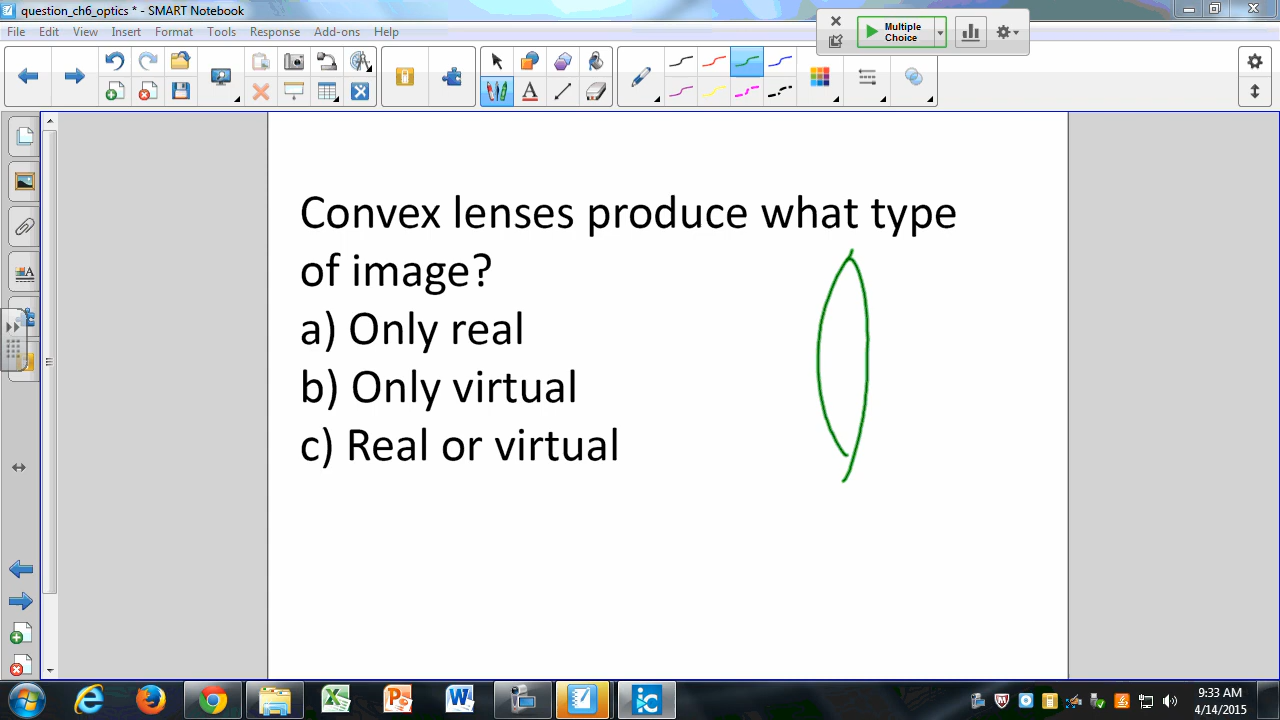 question_ch6_optics * - SMART Notebook
File Edit View Insert Format Tools Response Add-ons Help
Multiple
Choice
Convex lenses produce what type
of image?
a) Only real
b) Only virtual
c) Real or virtual
9:33 AM
4/14/2015